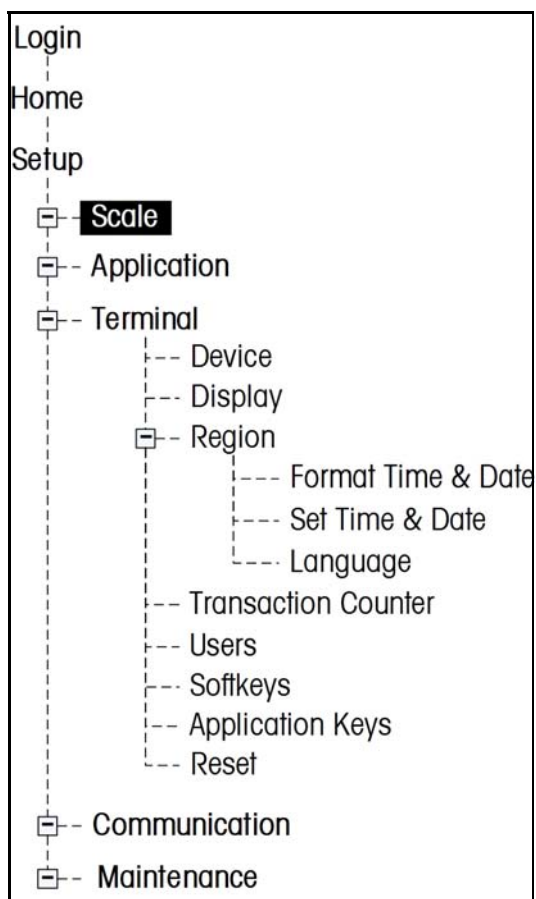 Login
Home
Setup
Scale
Application
Terminal
Device
Display
Region
Format Time & Date
Set Time & Date
Language
Transaction Counter
Users
Softkeys
Application Keys
Reset
Communication
Maintenance